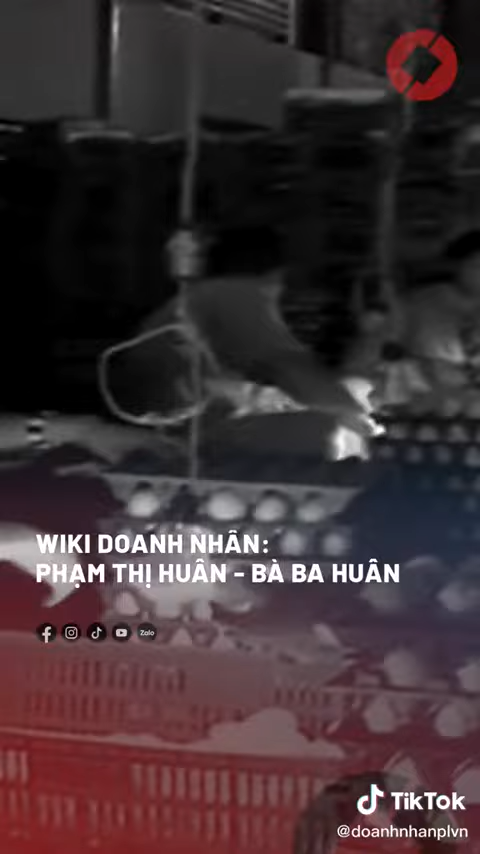 WIKI DOANH NHÂN:
PHẠM THỊ HUÂN - BÀ BA HUÂN
Zalo
TikTok
@doanhnhanplvn